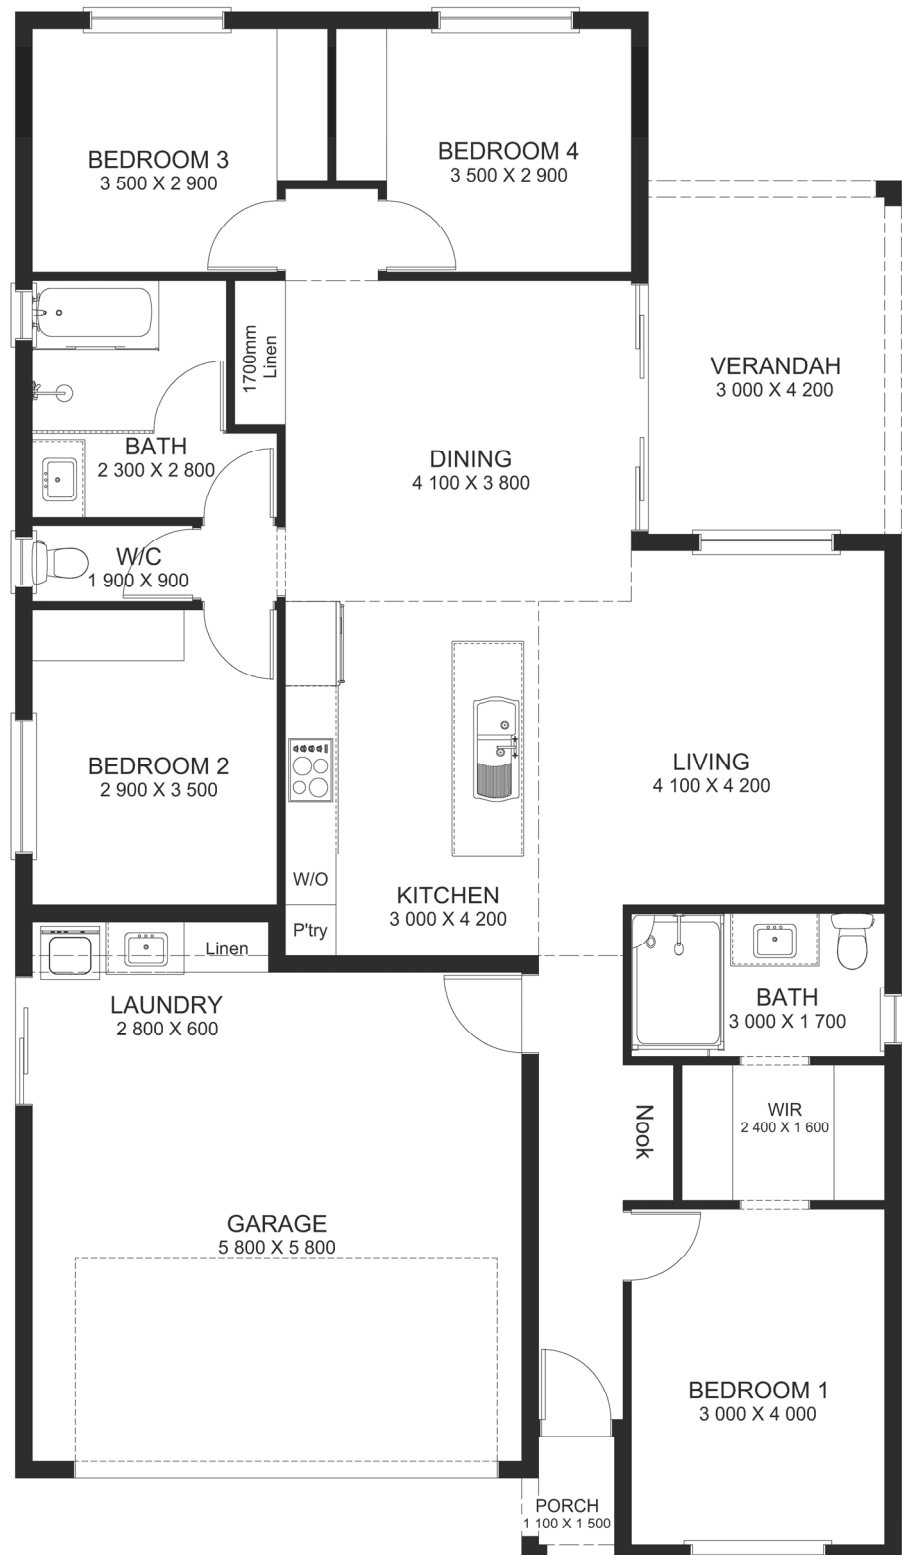 BEDROOM 3
3 500 X 2 900
BEDROOM 4
3 500 X 2 900
1700mm
Linen
VERANDAH
3 000 X 4 200
BATH
2 300 X 2 800
DINING
4 100 X 3 800
W/C
1 900 X 900
BEDROOM 2
2 900 X 3 500
LIVING
4 100 X 4 200
W/O
KITCHEN
3 000 X 4 200
P'try
Linen
LAUNDRY
2 800 X 600
BATH
3 000 X 1 700
WIR
2 400 X 1 600
Nook
GARAGE
5 800 X 5 800
BEDROOM 1
3 000 X 4 000
PORCH
1 100 X 1 500